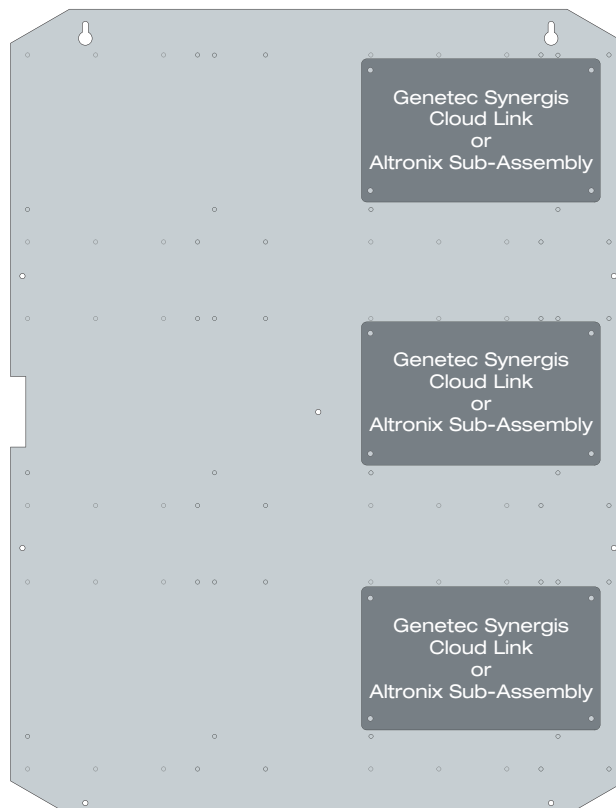 Genetec Synergis
Cloud Link
or
Altronix Sub-Assembly
Genetec Synergis
Cloud Link
or
Altronix Sub-Assembly
Genetec Synergis
Cloud Link
or
Altronix Sub-Assembly